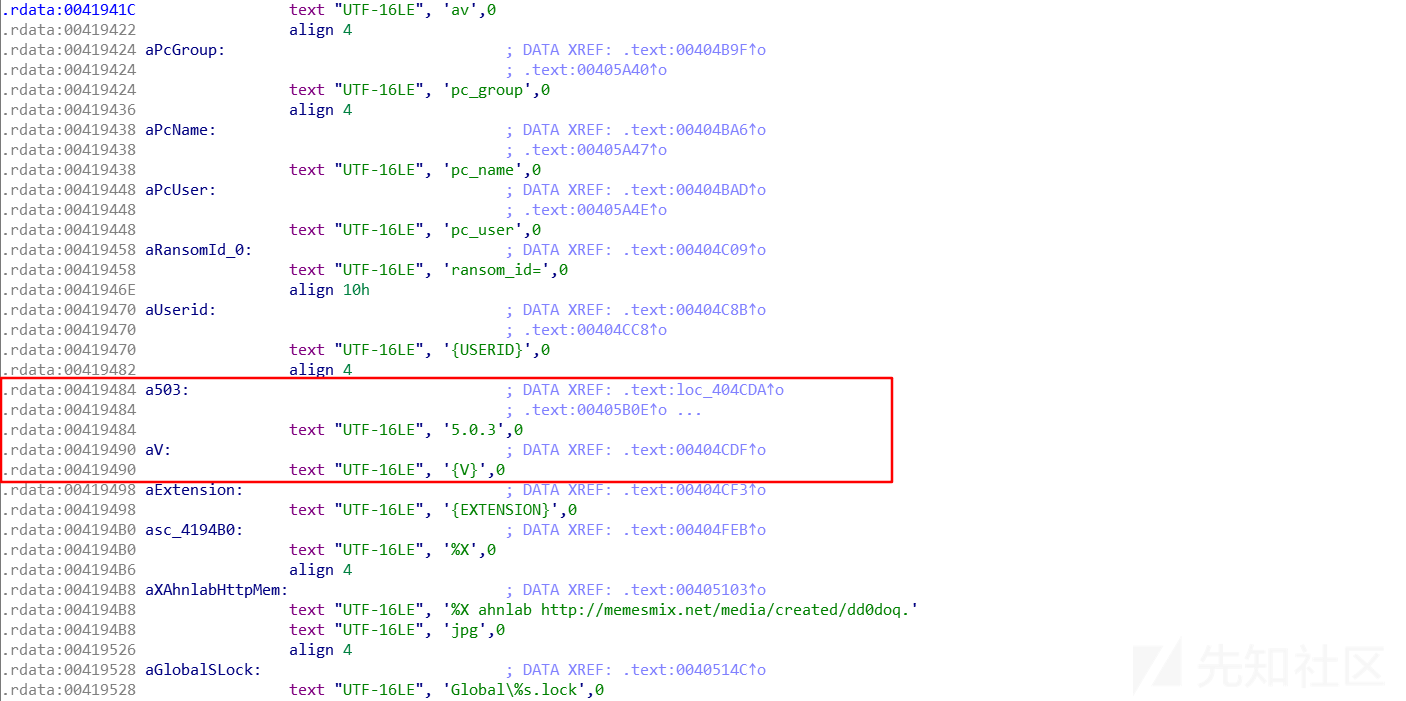 .rdata:0041941C text "UTF-16LE", 'av',0
.rdata:00419422 align 4
.rdata:00419424 aPcGroup: ; DATA XREF: .text:00404B9F↑o
.rdata:00419424 ; .text:00405A40↑o
.rdata:00419424 text "UTF-16LE", 'pc_group',0
.rdata:00419436 align 4
.rdata:00419438 aPcName: ; DATA XREF: .text:00404BA6↑o
.rdata:00419438 ; .text:00405A47↑o
.rdata:00419438 text "UTF-16LE", 'pc_name',0
.rdata:00419448 aPcUser: ; DATA XREF: .text:00404BAD↑o
.rdata:00419448 ; .text:00405A4E↑o
.rdata:00419448 text "UTF-16LE", 'pc_user',0
.rdata:00419458 aRansomId_0: ; DATA XREF: .text:00404C09↑o
.rdata:00419458 text "UTF-16LE", 'ransom_id=',0
.rdata:0041946E align 10h
.rdata:00419470 aUserid: ; DATA XREF: .text:00404C8B↑o
.rdata:00419470 ; .text:00404CC8↑o
.rdata:00419470 text "UTF-16LE", '{USERID}',0
.rdata:00419482 align 4
.rdata:00419484 a503: ; DATA XREF: .text:loc_404CDA↑o
.rdata:00419484 ; .text:00405B0E↑o ...
.rdata:00419484 text "UTF-16LE", '5.0.3',0
.rdata:00419490 aV: ; DATA XREF: .text:00404CDF↑o
.rdata:00419490 text "UTF-16LE", '{V}',0
.rdata:00419498 aExtension: ; DATA XREF: .text:00404CF3↑o
.rdata:00419498 text "UTF-16LE", '{EXTENSION}',0
.rdata:004194B0 asc_4194B0: ; DATA XREF: .text:00404FEB↑o
.rdata:004194B0 text "UTF-16LE", '%X',0
.rdata:004194B6 align 4
.rdata:004194B8 aXAhnlabHttpMem: ; DATA XREF: .text:00405103↑o
.rdata:004194B8 text "UTF-16LE", '%X ahnlab http://memesmix.net/media/created/dd0doq.'
.rdata:004194B8 text "UTF-16LE", 'jpg',0
.rdata:00419526 align 4
.rdata:00419528 aGlobalSLock: ; DATA XREF: .text:0040514C↑o
.rdata:00419528 text "UTF-16LE", 'Global\%s.lock',0
先知社区